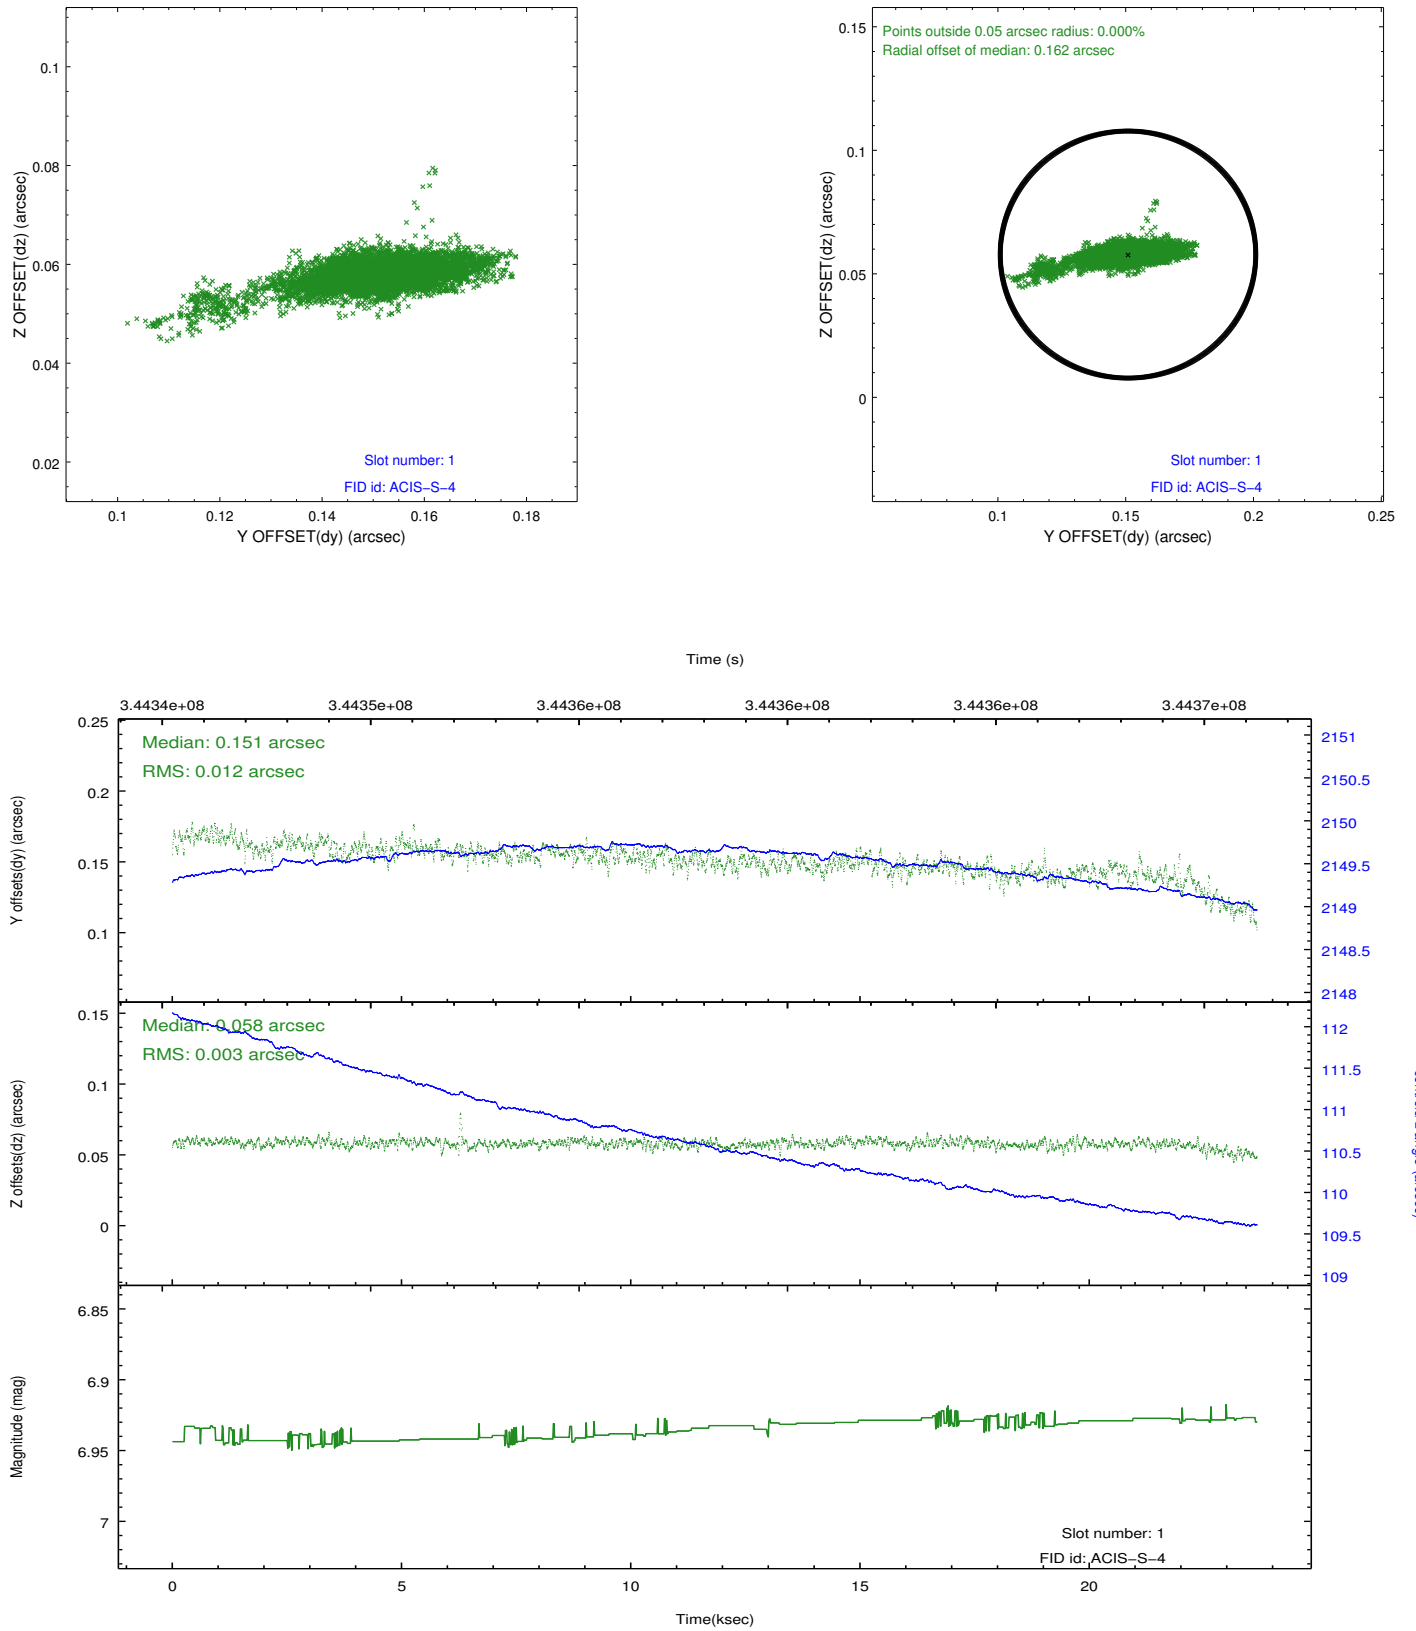 0.1
0.08
0.06
0.04
0.02
Z OFFSET(dz) (arcsec)
Slot number: 1
FID id: ACIS-S-4
0.1 0.12 0.14 0.16 0.18
Y OFFSET(dy) (arcsec)
Points outside 0.05 arcsec radius: 0.000%
Radial offset of median: 0.162 arcsec
0.15
0.1
0.05
0
Z OFFSET(dz) (arcsec)
Slot number: 1
FID id: ACIS-S-4
0.1 0.15 0.2 0.25
Y OFFSET(dy) (arcsec)
Time (s)
3.4434e+08 3.4435e+08 3.4436e+08 3.4436e+08 3.4436e+08 3.4437e+08
Median: 0.151 arcsec
RMS: 0.012 arcsec
0.25
0.2
0.15
0.1
Y offsets(dy) (arcsec)
2151
2150.5
2150
2149.5
2149
2148.5
2148
Median: 0.058 arcsec
RMS: 0.003 arcsec
0.15
0.1
0.05
0
Z offsets(dz) (arcsec)
112
111.5
111
110.5
110
109.5
109
6.85
6.9
6.95
7
Magnitude (mag)
Slot number: 1
FID id: ACIS-S-4
0 5 10 15 20
Time(ksec)